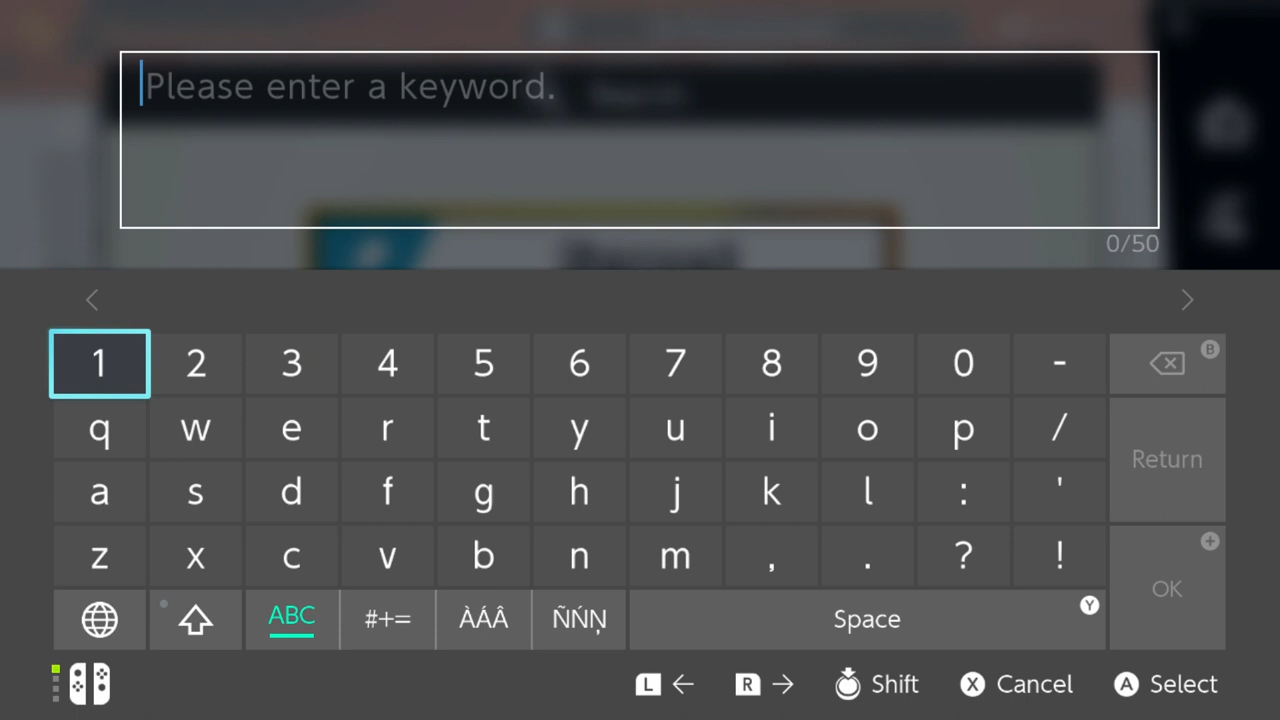 Please enter a keyword.
0/50
1 2 3 4 5 6 7 8 9 0 - B
q w e r t y u i o p /
Return
a s d f g h j k l : '
z x c v b n m , . ? ! +
OK
ABC #+= ÀÁÂ ÑŃŅ Space Y
L ← R → Shift X Cancel A Select